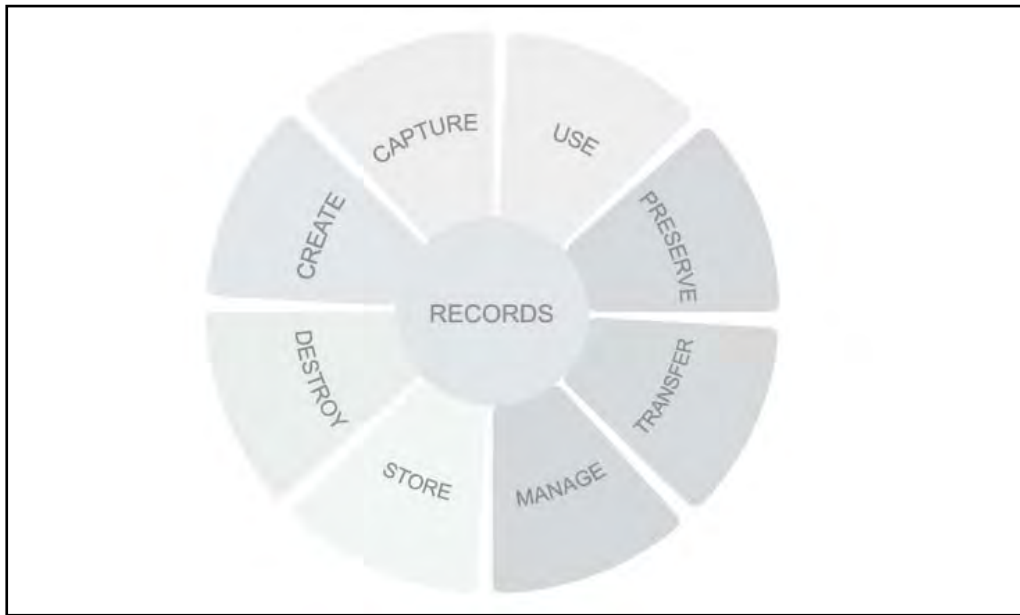 CAPTURE
USE
PRESERVE
TRANSFER
MANAGE
STORE
DESTROY
CREATE
RECORDS